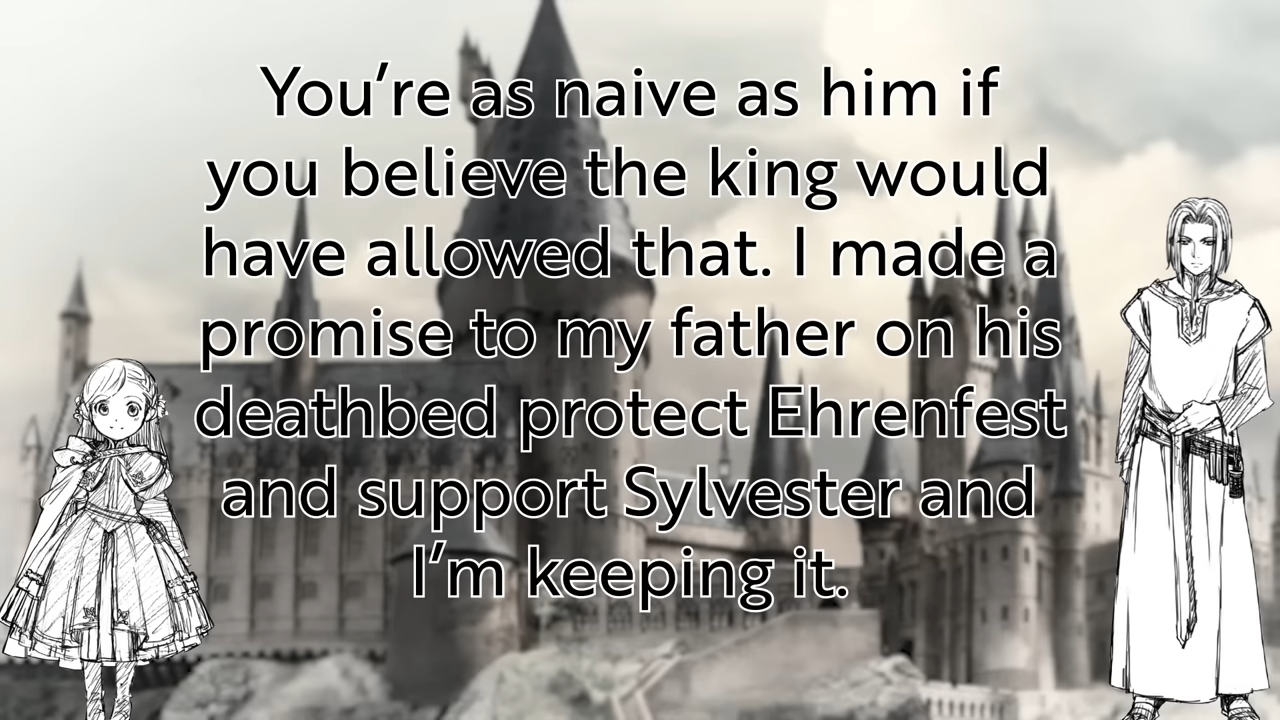 You’re as naive as him if
you believe the king would
have allowed that. I made a
promise to my father on his
deathbed protect Ehrenfest
and support Sylvester and
I’m keeping it.